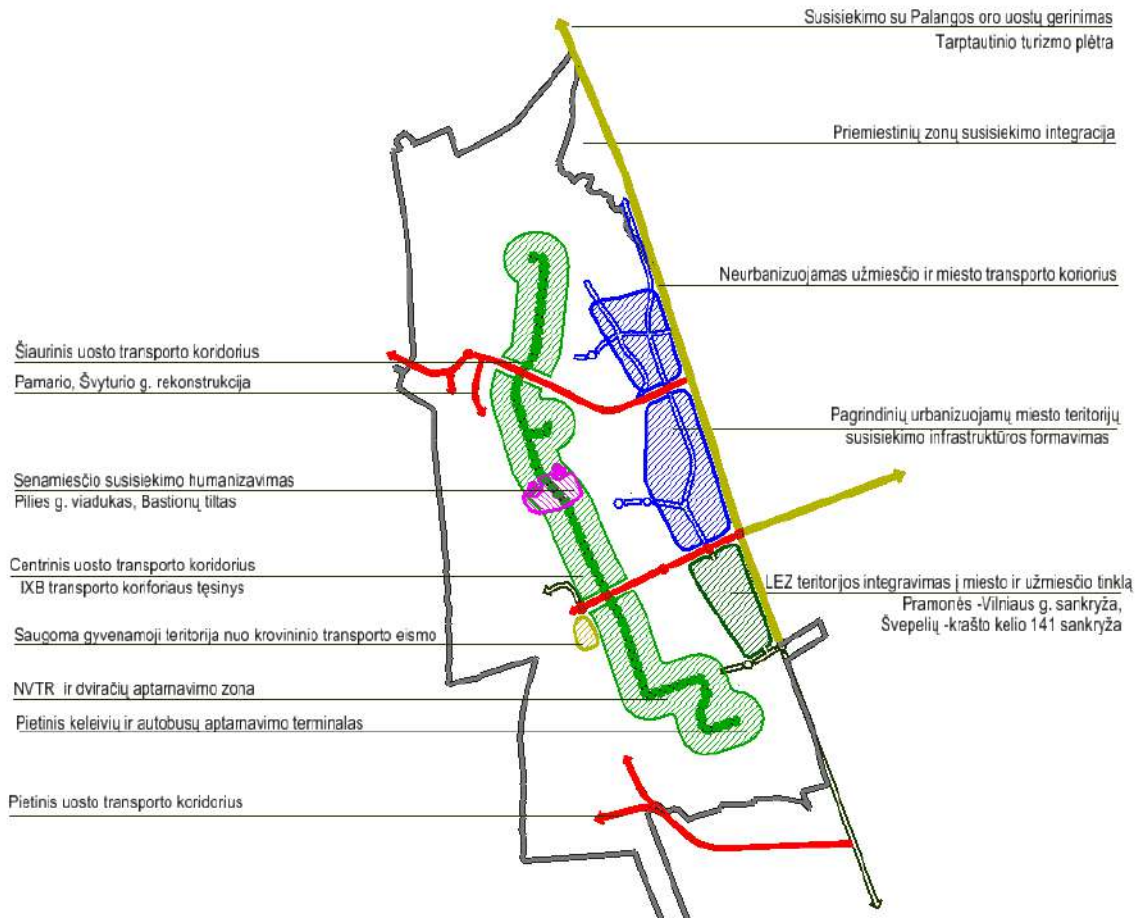 Susisiekimo su Palangos oro uostų gerinimas
Tarptautinio turizmo plėtra
Priemiestinių zonų susisiekimo integracija
Neurbanizuojamas užmiesčio ir miesto transporto koriorius
Šiaurinis uosto transporto koridorius
Pamario, Švyturio g. rekonstrukcija
Pagrindinių urbanizuojamų miesto teritorijų
susisiekimo infrastruktūros formavimas
Senamiesčio susisiekimo humanizavimas
Pilies g. viadukas, Bastionų tiltas
Centrinis uosto transporto koridorius
IXB transporto koriforiaus tęsinys
LEZ teritorijos integravimas į miesto ir užmiesčio tinklą
Pramonės -Vilniaus g. sankryža,
Švepelių -krašto kelio 141 sankryža
Saugoma gyvenamoji teritorija nuo krovininio transporto eismo
NVTR ir dviračių aptarnavimo zona
Pietinis keleivių ir autobusų aptarnavimo terminalas
Pietinis uosto transporto koridorius